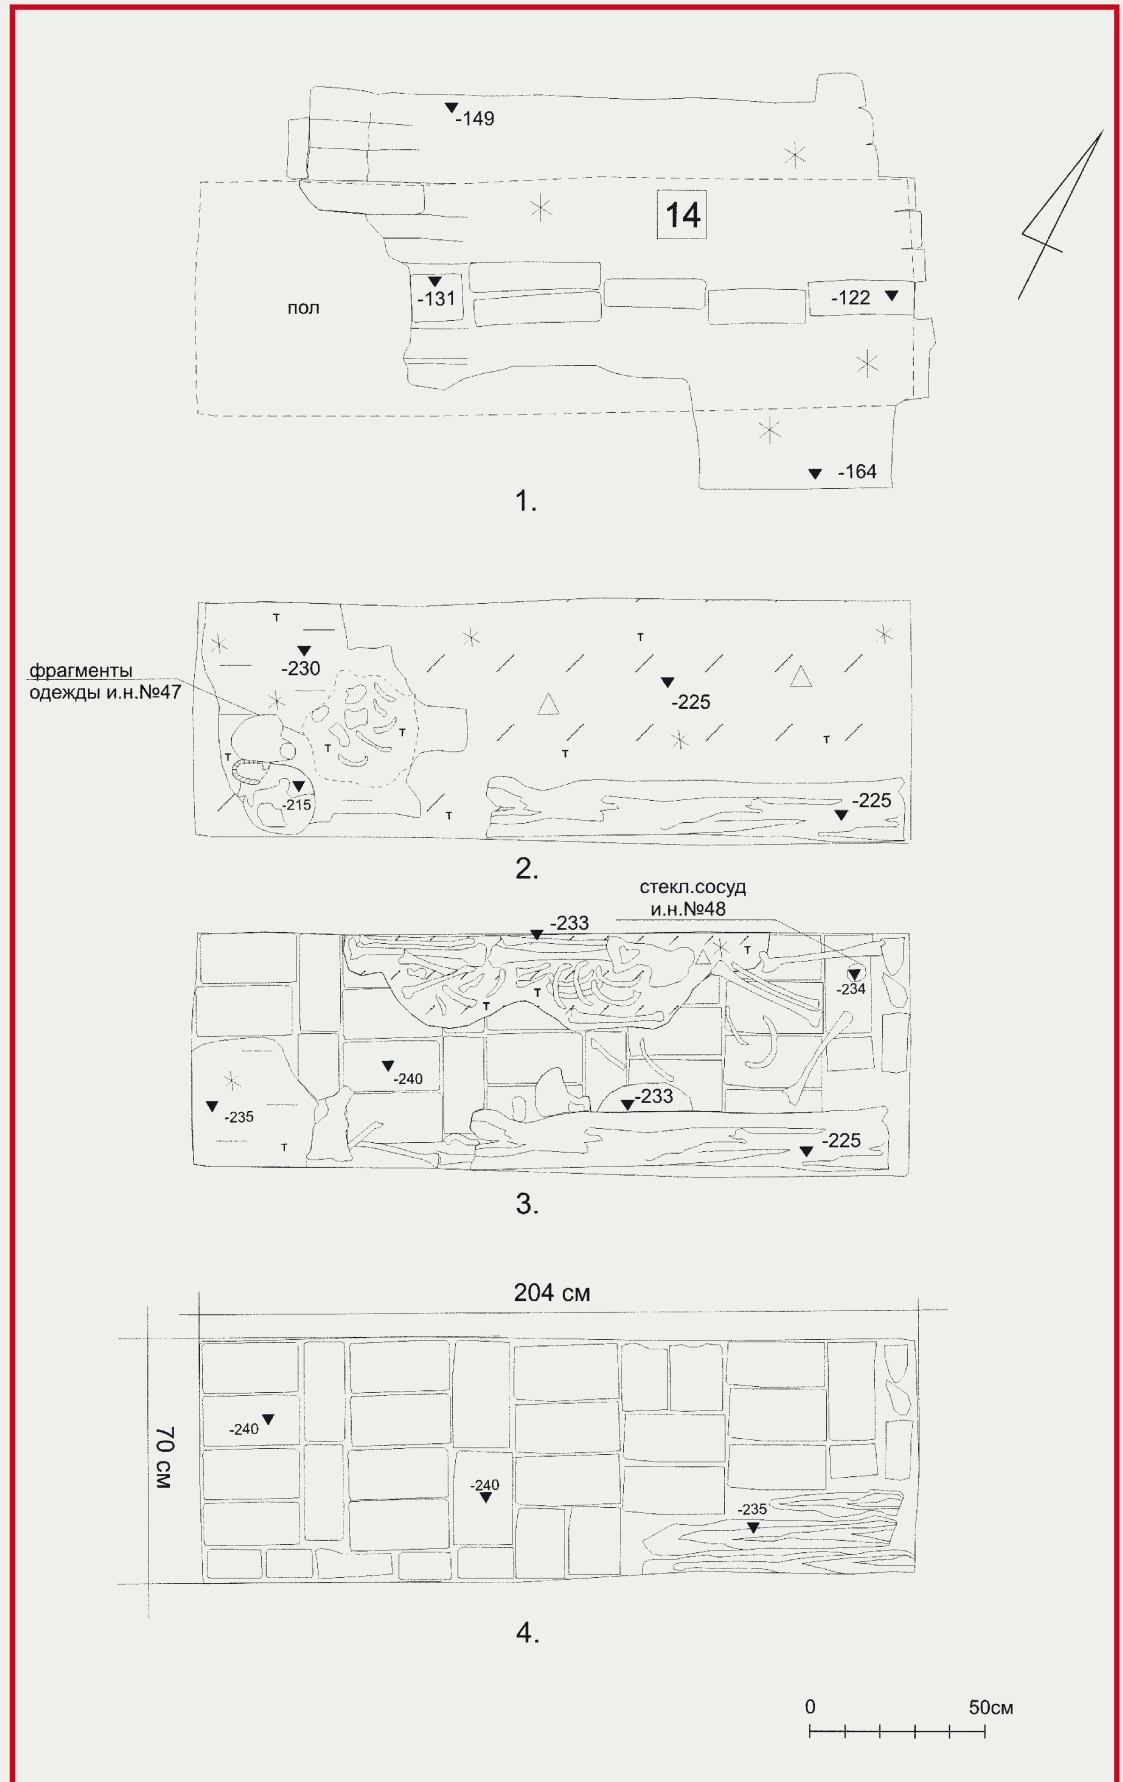 -149
14
-131
-122
пол
-164
1.
т
-230
фрагменты
одежды и.н.№47
т
-225
т
т
т
т
т
-215
-225
т
2.
стекл.сосуд
и.н.№48
-233
т
-234
т
т
-240
-233
-235
-225
т
3.
204 см
-240
70 см
-240
-235
4.
0 50см